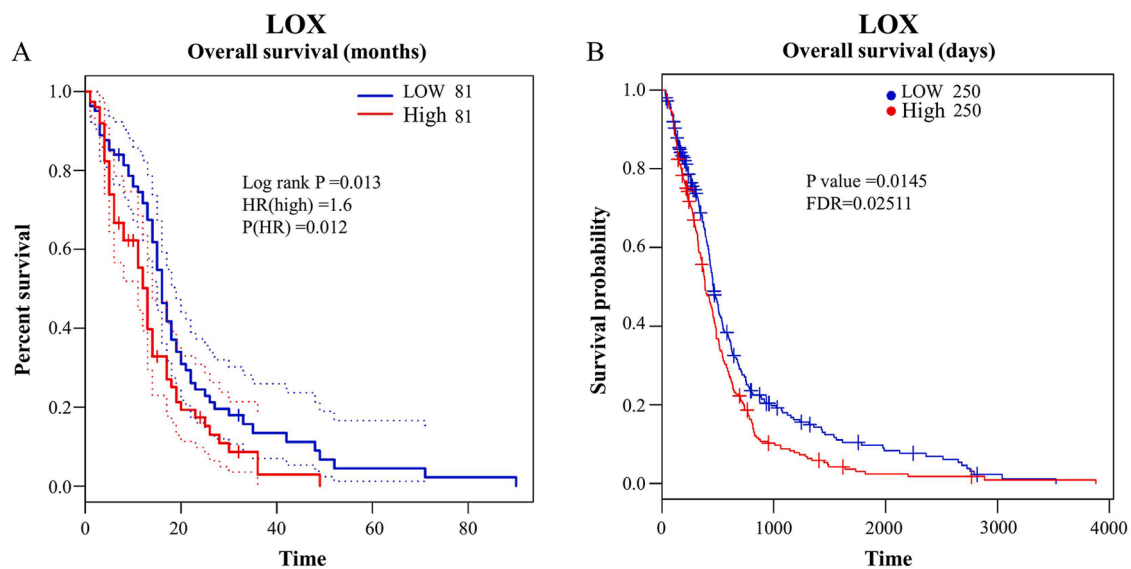 LOX
Overall survival (months)
A
LOW 81
High 81
Log rank P =0.013
HR(high) =1.6
P(HR) =0.012
Percent survival
1.0
0.8
0.6
0.4
0.2
0.0
0 20 40 60 80
Time
LOX
Overall survival (days)
B
LOW 250
High 250
P value =0.0145
FDR=0.02511
Survival probability
1.0
0.8
0.6
0.4
0.2
0.0
0 1000 2000 3000 4000
Time